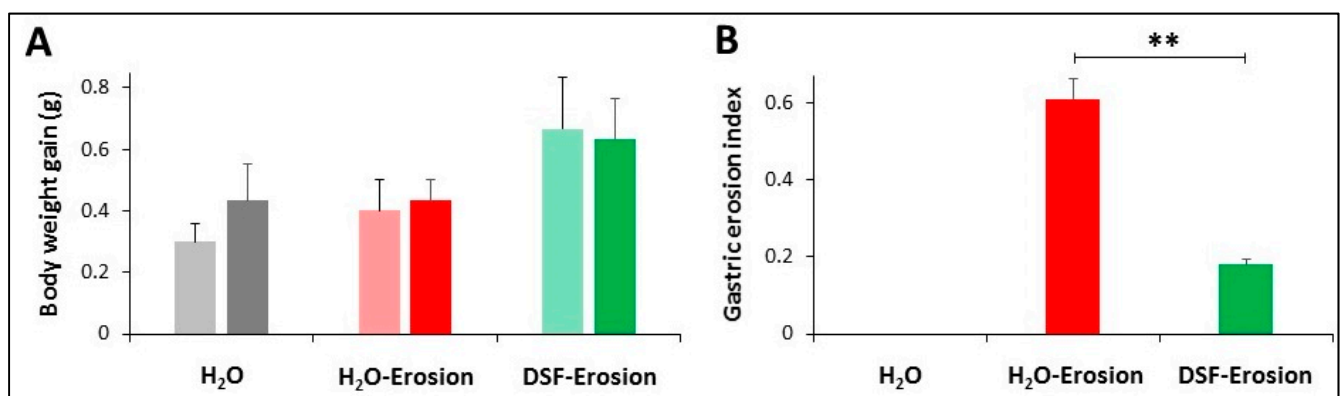 A
Body weight gain (g)
0.8
0.6
0.4
0.2
0
H₂O
H₂O-Erosion
DSF-Erosion
B
**
Gastric erosion index
0.6
0.4
0.2
0
H₂O
H₂O-Erosion
DSF-Erosion